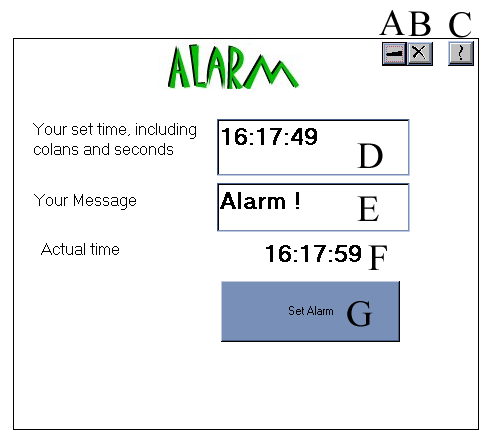 A B C
ALARM
Your set time, including
colans and seconds
16:17:49
D
Your Message
Alarm !
E
Actual time
16:17:59
F
Set Alarm
G